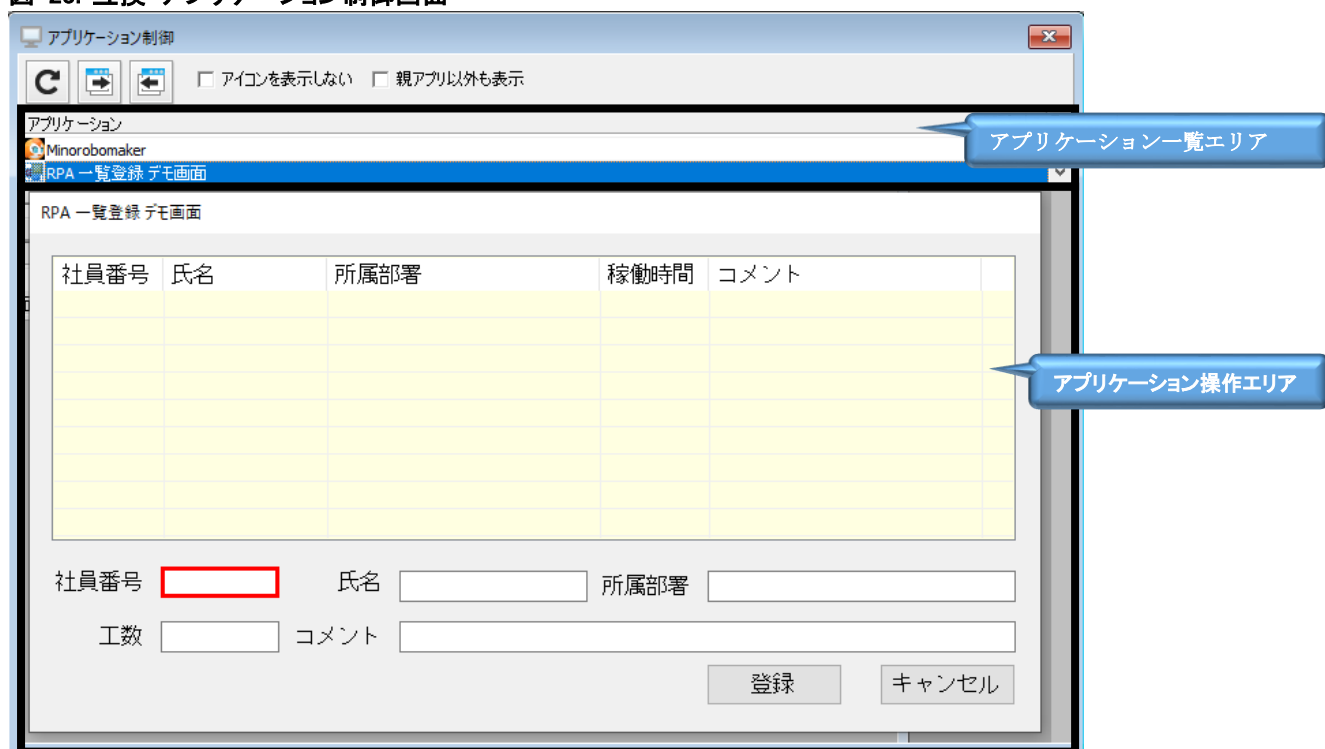 アプリケーション制御
アイコンを表示しない 親アプリ以外も表示
アプリケーション
アプリケーション一覧エリア
Minorobomaker
RPA 一覧登録 デモ画面
RPA 一覧登録 デモ画面
社員番号 氏名 所属部署 稼働時間 コメント
アプリケーション操作エリア
社員番号 氏名 所属部署
工数 コメント
登録 キャンセル